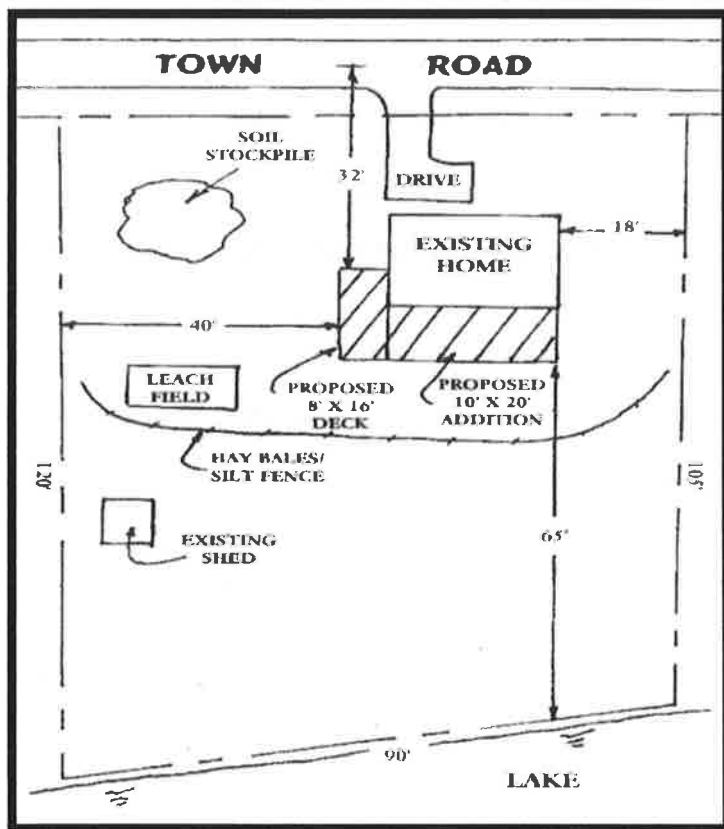 TOWN ROAD
SOIL
STOCKPILE
32'
DRIVE
EXISTING
HOME
18'
40'
LEACH
FIELD
PROPOSED
8' X 16'
DECK
PROPOSED
10' X 20'
ADDITION
HAY BALES/
SILT FENCE
120'
105'
65'
EXISTING
SHED
90'
LAKE